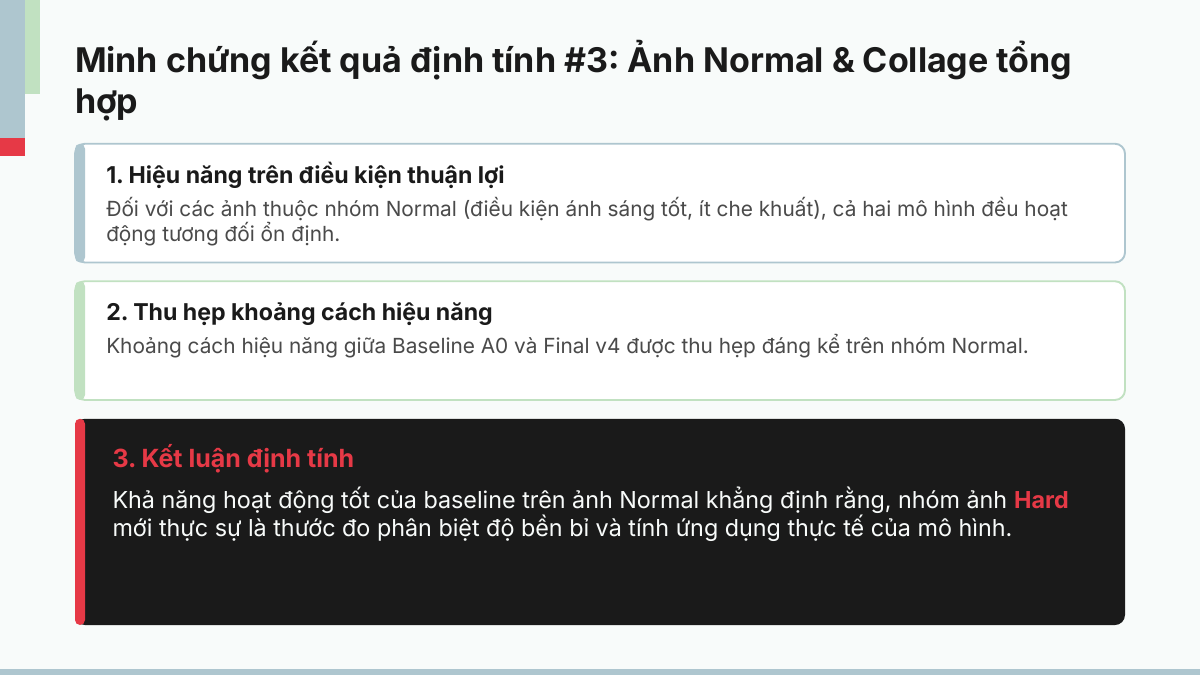 Minh chứng kết quả định tính #3: Ảnh Normal & Collage tổng
hợp
1. Hiệu năng trên điều kiện thuận lợi
Đối với các ảnh thuộc nhóm Normal (điều kiện ánh sáng tốt, ít che khuất), cả hai mô hình đều hoạt
động tương đối ổn định.
2. Thu hẹp khoảng cách hiệu năng
Khoảng cách hiệu năng giữa Baseline A0 và Final v4 được thu hẹp đáng kể trên nhóm Normal.
3. Kết luận định tính
Khả năng hoạt động tốt của baseline trên ảnh Normal khẳng định rằng, nhóm ảnh Hard
mới thực sự là thước đo phân biệt độ bền bỉ và tính ứng dụng thực tế của mô hình.